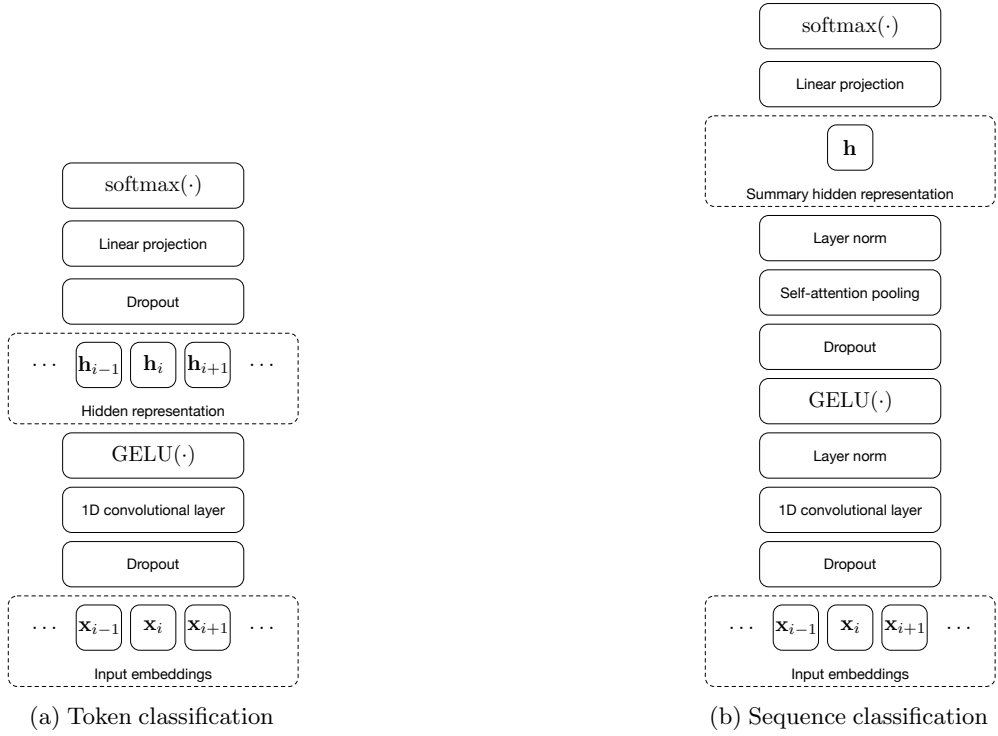 softmax(·)
Linear projection
Dropout
··· h_{i−1} h_i h_{i+1} ···
Hidden representation
GELU(·)
1D convolutional layer
Dropout
··· x_{i−1} x_i x_{i+1} ···
Input embeddings
(a) Token classification
softmax(·)
Linear projection
h
Summary hidden representation
Layer norm
Self-attention pooling
Dropout
GELU(·)
Layer norm
1D convolutional layer
Dropout
··· x_{i−1} x_i x_{i+1} ···
Input embeddings
(b) Sequence classification